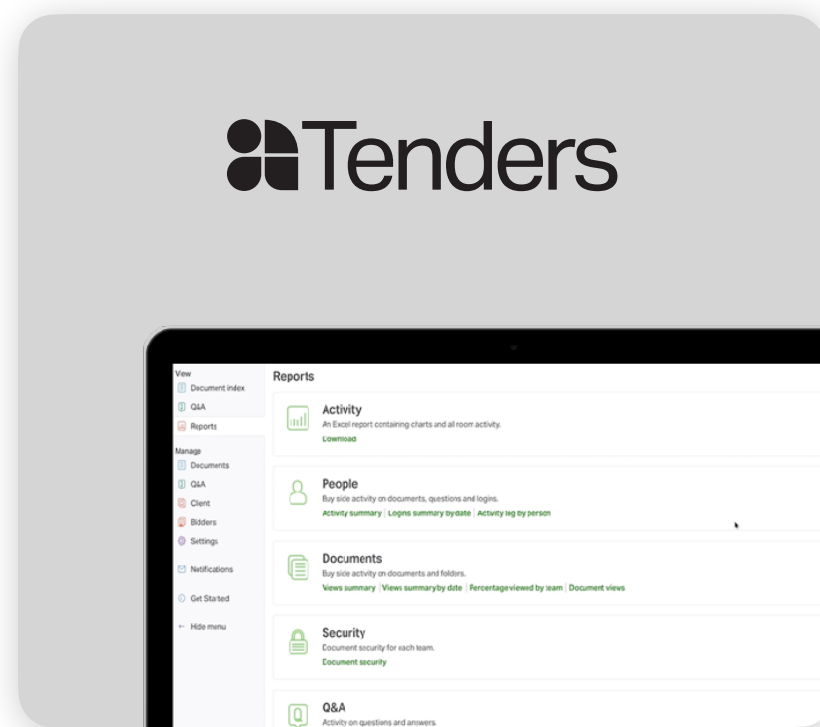 Tenders
View
Document index
Q&A
Reports
Manage
Documents
Q&A
Client
Bidders
Settings
Notifications
Get Started
Hide menu
Reports
Activity
An Excel report containing charts and all room activity.
Download
People
Buy side activity on documents, questions and logins.
Activity summary | Logins summary by date | Activity log by person
Documents
Buy side activity on documents and folders.
Views summary | Views summary by date | Percentage viewed by team | Document views
Security
Document security for each team.
Document security
Q&A
Activity on questions and answers.